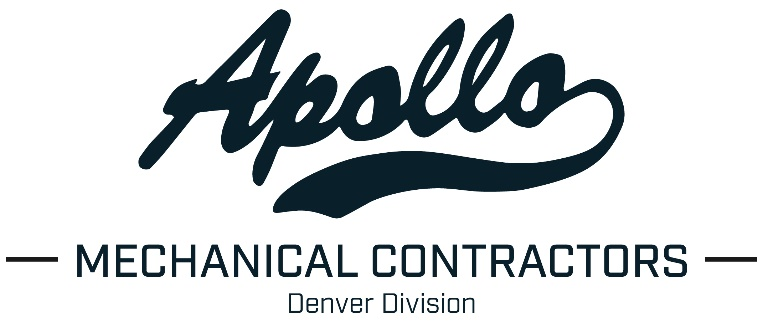 Apollo
MECHANICAL CONTRACTORS
Denver Division